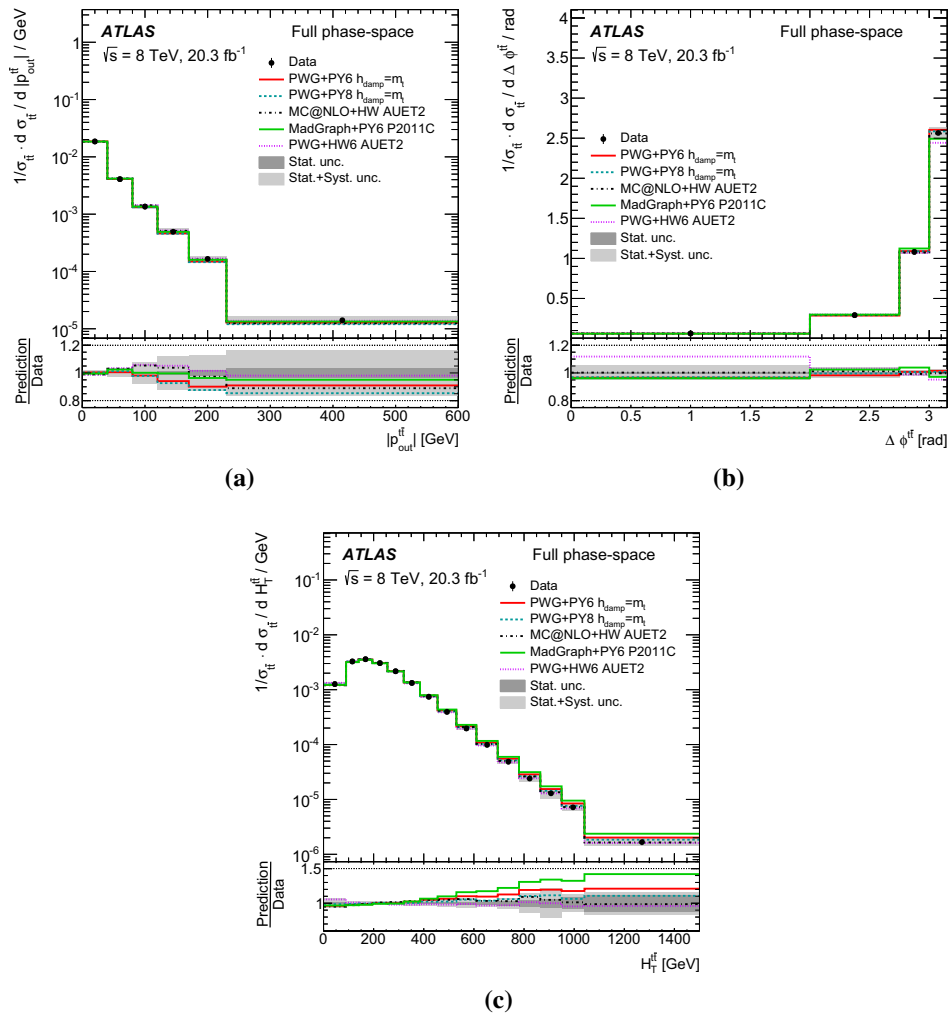 ATLAS Full phase-space
√s = 8 TeV, 20.3 fb⁻¹
Data
PWG+PY6 h_damp=m_t
PWG+PY8 h_damp=m_t
MC@NLO+HW AUET2
MadGraph+PY6 P2011C
PWG+HW6 AUET2
Stat. unc.
Stat.+Syst. unc.
1/σ_tt̄ · d σ_tt̄ / d |p_out^tt̄| / GeV
1
10⁻¹
10⁻²
10⁻³
10⁻⁴
10⁻⁵
Prediction
Data
1.2
1
0.8
0 100 200 300 400 500 600
|p_out^tt̄| [GeV]
(a)
ATLAS Full phase-space
√s = 8 TeV, 20.3 fb⁻¹
Data
PWG+PY6 h_damp=m_t
PWG+PY8 h_damp=m_t
MC@NLO+HW AUET2
MadGraph+PY6 P2011C
PWG+HW6 AUET2
Stat. unc.
Stat.+Syst. unc.
1/σ_tt̄ · d σ_tt̄ / d Δ ϕ^tt̄ / rad
4
3.5
3
2.5
2
1.5
1
0.5
Prediction
Data
1.2
1
0.8
0 0.5 1 1.5 2 2.5 3
Δ ϕ^tt̄ [rad]
(b)
ATLAS Full phase-space
√s = 8 TeV, 20.3 fb⁻¹
Data
PWG+PY6 h_damp=m_t
PWG+PY8 h_damp=m_t
MC@NLO+HW AUET2
MadGraph+PY6 P2011C
PWG+HW6 AUET2
Stat. unc.
Stat.+Syst. unc.
1/σ_tt̄ · d σ_tt̄ / d H_T^tt̄ / GeV
10⁻¹
10⁻²
10⁻³
10⁻⁴
10⁻⁵
10⁻⁶
Prediction
Data
1.5
1
0 200 400 600 800 1000 1200 1400
H_T^tt̄ [GeV]
(c)